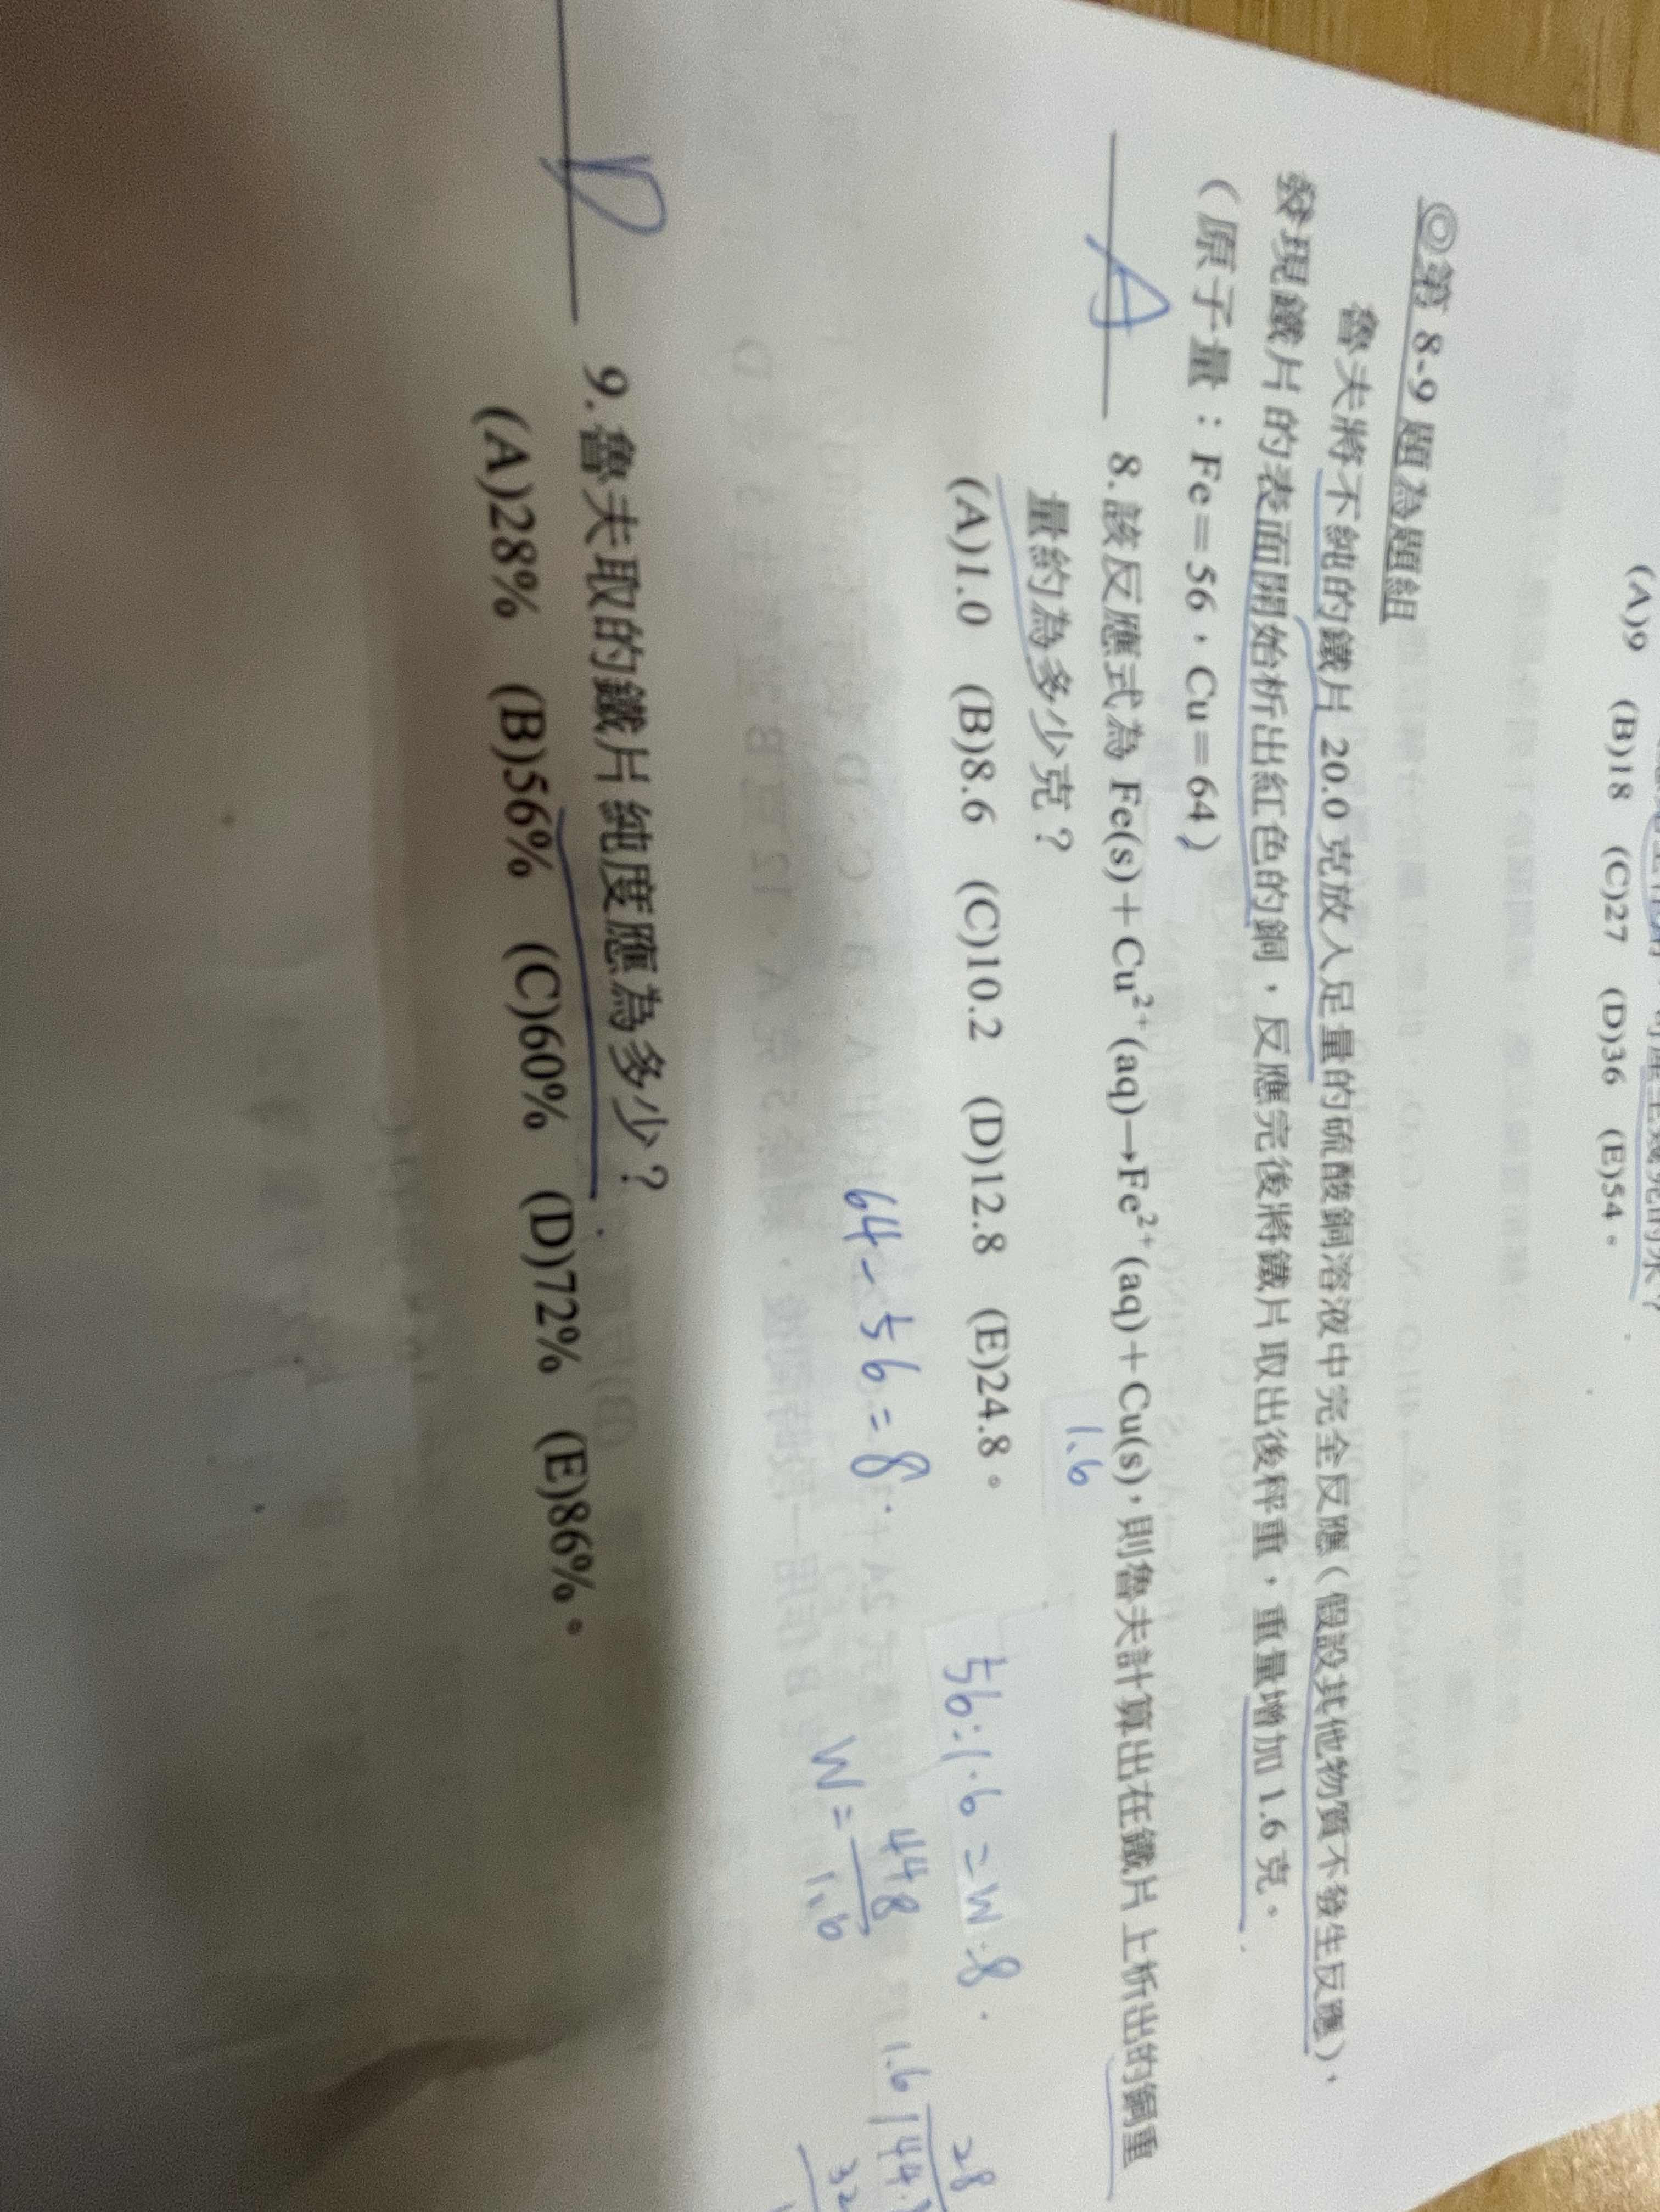 (A)9 (B)18 (C)27 (D)36 (E)54。
◎第 8-9 題為題組
魯夫將不純的鐵片 20.0 克放入足量的硫酸銅溶液中完全反應（假設其他物質不發生反應），
發現鐵片的表面開始析出紅色的銅，反應完後將鐵片取出後秤重，重量增加 1.6 克。
（原子量：Fe＝56，Cu＝64）
A 8.該反應式為 Fe(s)＋Cu²⁺(aq)→Fe²⁺(aq)＋Cu(s)，則魯夫計算出在鐵片上析出的銅重
量約為多少克？
1.6
(A)1.0 (B)8.6 (C)10.2 (D)12.8 (E)24.8。
56:1.6=W:8.
64-56=8.
W=448/1.6
28
1.6
32
D 9.魯夫取的鐵片純度應為多少？
(A)28% (B)56% (C)60% (D)72% (E)86%。